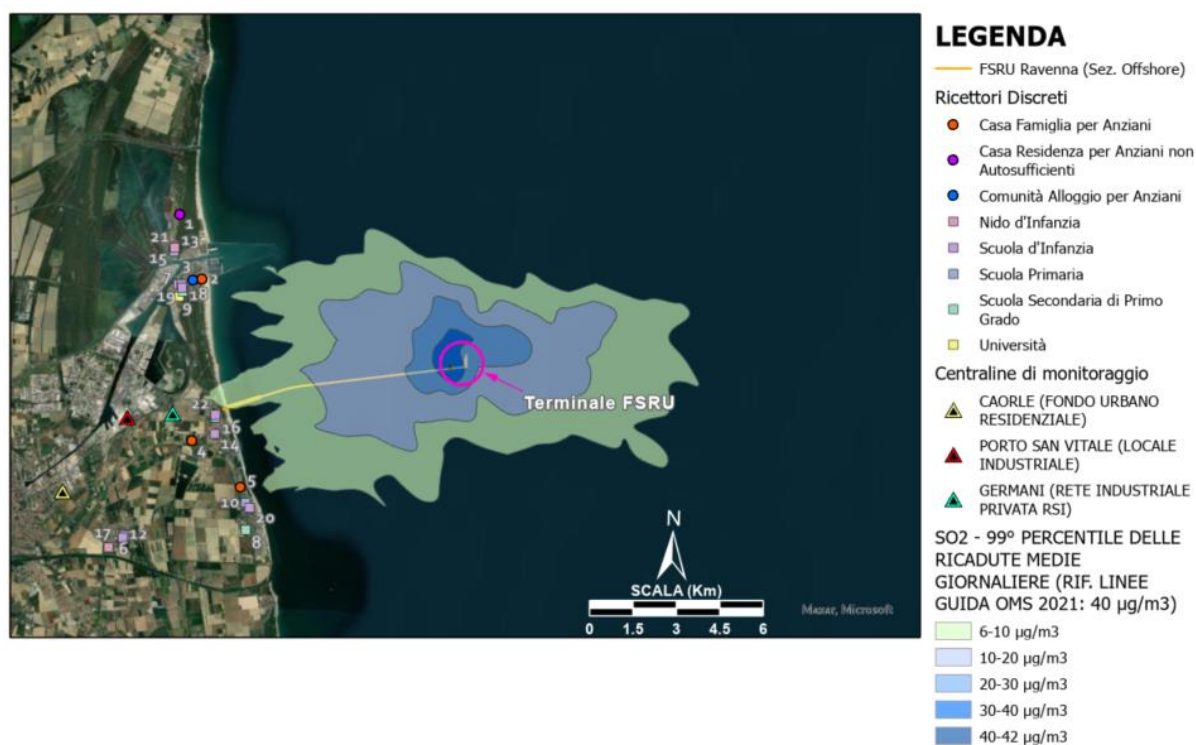 1
21
13
15
3
7
2
19
18
9
22
16
14
4
5
10
20
8
17
12
6
Terminale FSRU
N
SCALA (Km)
0 1.5 3 4.5 6
Maxar, Microsoft
LEGENDA
FSRU Ravenna (Sez. Offshore)
Ricettori Discreti
Casa Famiglia per Anziani
Casa Residenza per Anziani non
Autosufficienti
Comunità Alloggio per Anziani
Nido d'Infanzia
Scuola d'Infanzia
Scuola Primaria
Scuola Secondaria di Primo
Grado
Università
Centraline di monitoraggio
CAORLE (FONDO URBANO
RESIDENZIALE)
PORTO SAN VITALE (LOCALE
INDUSTRIALE)
GERMANI (RETE INDUSTRIALE
PRIVATA RSI)
SO2 - 99° PERCENTILE DELLE
RICADUTE MEDIE
GIORNALIERE (RIF. LINEE
GUIDA OMS 2021: 40 µg/m3)
6-10 µg/m3
10-20 µg/m3
20-30 µg/m3
30-40 µg/m3
40-42 µg/m3